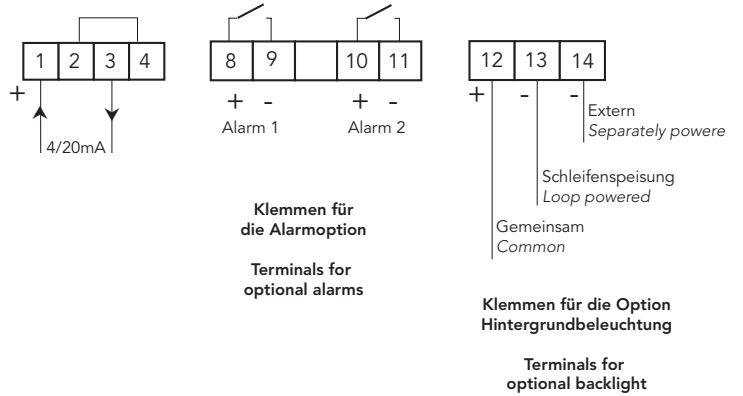 1 2 3 4
+
4/20mA
8 9 10 11
+ - + -
Alarm 1 Alarm 2
Klemmen für
die Alarmoption
Terminals for
optional alarms
12 13 14
+ - -
Extern
Separately powere
Schleifenspeisung
Loop powered
Gemeinsam
Common
Klemmen für die Option
Hintergrundbeleuchtung
Terminals for
optional backlight